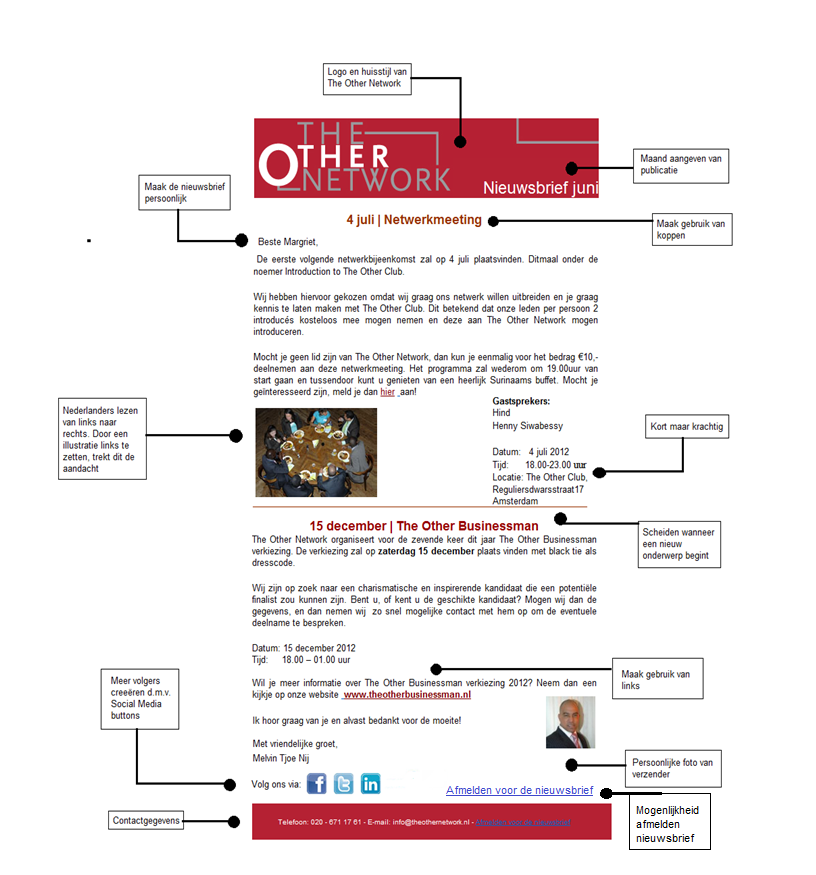 Logo en huisstijl van
The Other Network
THE
OTHER
NETWORK
Nieuwsbrief juni
Maand aangeven van
publicatie
Maak de nieuwsbrief
persoonlijk
4 juli | Netwerkmeeting
Maak gebruik van
koppen
Beste Margriet,
De eerste volgende netwerkbijeenkomst zal op 4 juli plaatsvinden. Ditmaal onder de
noemer Introduction to The Other Club.
Wij hebben hiervoor gekozen omdat wij graag ons netwerk willen uitbreiden en je graag
kennis te laten maken met The Other Club. Dit betekend dat onze leden per persoon 2
introducés kosteloos mee mogen nemen en deze aan The Other Network mogen
introduceren.
Mocht je geen lid zijn van The Other Network, dan kun je eenmalig voor het bedrag €10,-
deelnemen aan deze netwerkmeeting. Het programma zal wederom om 19.00uur van
start gaan en tussendoor kunt u genieten van een heerlijk Surinaams buffet. Mocht je
geïnteresseerd zijn, meld je dan hier aan!
Nederlanders lezen
van links naar
rechts. Door een
illustratie links te
zetten, trekt dit de
aandacht
Gastsprekers:
Hind
Henny Siwabessy
Datum: 4 juli 2012
Tijd: 18.00-23.00 uur
Locatie: The Other Club,
Reguliersdwarsstraat17
Amsterdam
Kort maar krachtig
Scheiden wanneer
een nieuw
onderwerp begint
15 december | The Other Businessman
The Other Network organiseert voor de zevende keer dit jaar The Other Businessman
verkiezing. De verkiezing zal op zaterdag 15 december plaats vinden met black tie als
dresscode.
Wij zijn op zoek naar een charismatische en inspirerende kandidaat die een potentiële
finalist zou kunnen zijn. Bent u, of kent u de geschikte kandidaat? Mogen wij dan de
gegevens, en dan nemen wij zo snel mogelijke contact met hem op om de eventuele
deelname te bespreken.
Datum: 15 december 2012
Tijd: 18.00 – 01.00 uur
Maak gebruik van
links
Wil je meer informatie over The Other Businessman verkiezing 2012? Neem dan een
kijkje op onze website www.theotherbusinessman.nl
Meer volgers
creeëren d.m.v.
Social Media
buttons
Ik hoor graag van je en alvast bedankt voor de moeite!
Met vriendelijke groet,
Melvin Tjoe Nij
Persoonlijke foto van
verzender
Volg ons via: f t in
Afmelden voor de nieuwsbrief
Mogenlijkheid
afmelden
nieuwsbrief
Contactgegevens
Telefoon: 020 - 671 17 61 - E-mail: info@theothernetwork.nl -